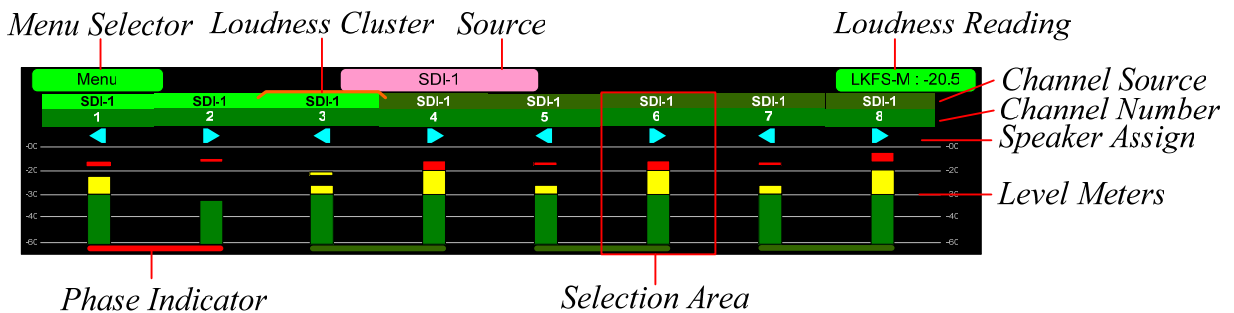 Menu Selector Loudness Cluster Source Loudness Reading
Menu SDI-1 LKFS-M : -20.5
SDI-1 SDI-1 SDI-1 SDI-1 SDI-1 SDI-1 SDI-1 SDI-1 Channel Source
1 2 3 4 5 6 7 8 Channel Number
Speaker Assign
-00 -00
-20 -20
-30 -30 Level Meters
-40 -40
-60 -60
Phase Indicator Selection Area